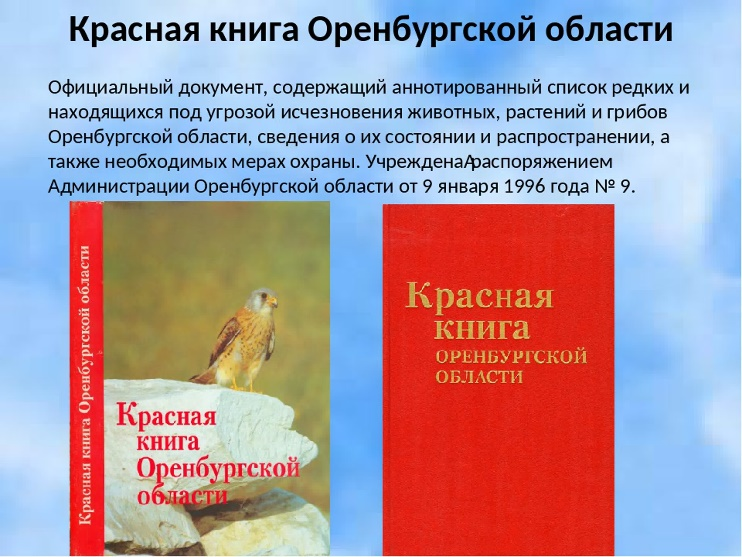 Красная книга Оренбургской области
Официальный документ, содержащий аннотированный список редких и
находящихся под угрозой исчезновения животных, растений и грибов
Оренбургской области, сведения о их состоянии и распространении, а
также необходимых мерах охраны. УчрежденаAраспоряжением
Администрации Оренбургской области от 9 января 1996 года № 9.
Красная книга Оренбургской области
Красная
книга
Оренбургской
области
Красная
книга
ОРЕНБУРГСКОЙ
ОБЛАСТИ